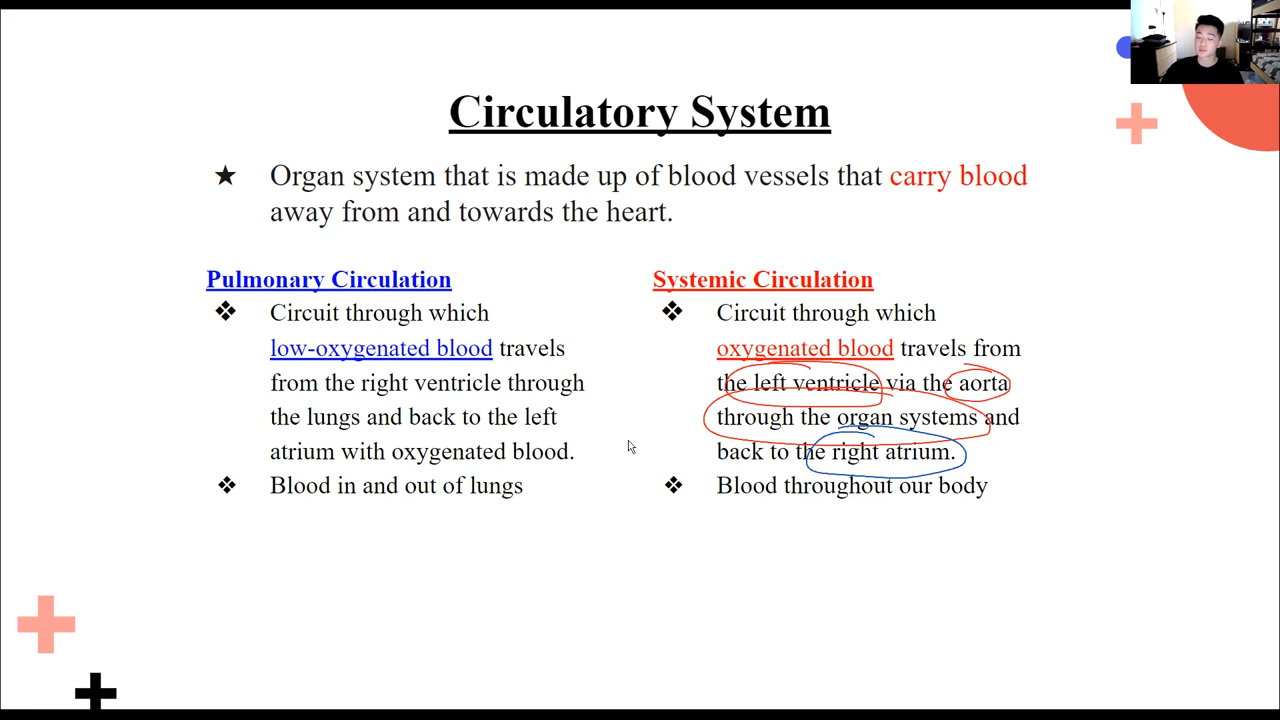 Circulatory System
★ Organ system that is made up of blood vessels that carry blood
away from and towards the heart.
Pulmonary Circulation
❖ Circuit through which
low-oxygenated blood travels
from the right ventricle through
the lungs and back to the left
atrium with oxygenated blood.
❖ Blood in and out of lungs
Systemic Circulation
❖ Circuit through which
oxygenated blood travels from
the left ventricle via the aorta
through the organ systems and
back to the right atrium.
❖ Blood throughout our body